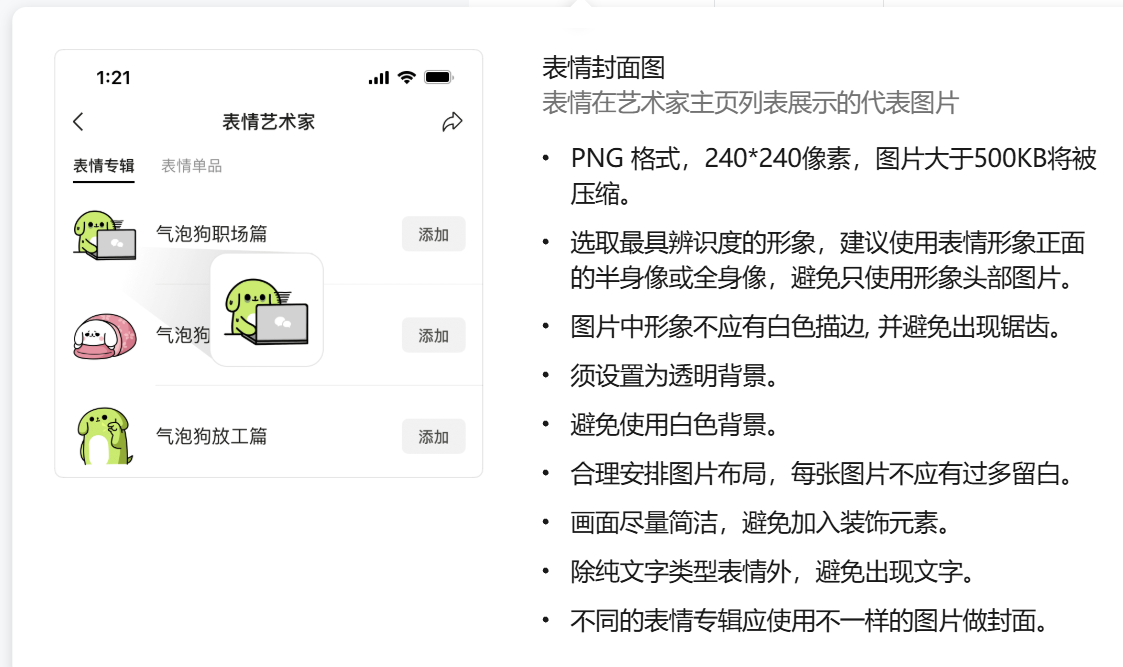 1:21
表情艺术家
表情专辑 表情单品
气泡狗职场篇 添加
气泡狗 添加
气泡狗放工篇 添加
表情封面图
表情在艺术家主页列表展示的代表图片
• PNG 格式，240*240像素，图片大于500KB将被
压缩。
• 选取最具辨识度的形象，建议使用表情形象正面
的半身像或全身像，避免只使用形象头部图片。
• 图片中形象不应有白色描边, 并避免出现锯齿。
• 须设置为透明背景。
• 避免使用白色背景。
• 合理安排图片布局，每张图片不应有过多留白。
• 画面尽量简洁，避免加入装饰元素。
• 除纯文字类型表情外，避免出现文字。
• 不同的表情专辑应使用不一样的图片做封面。